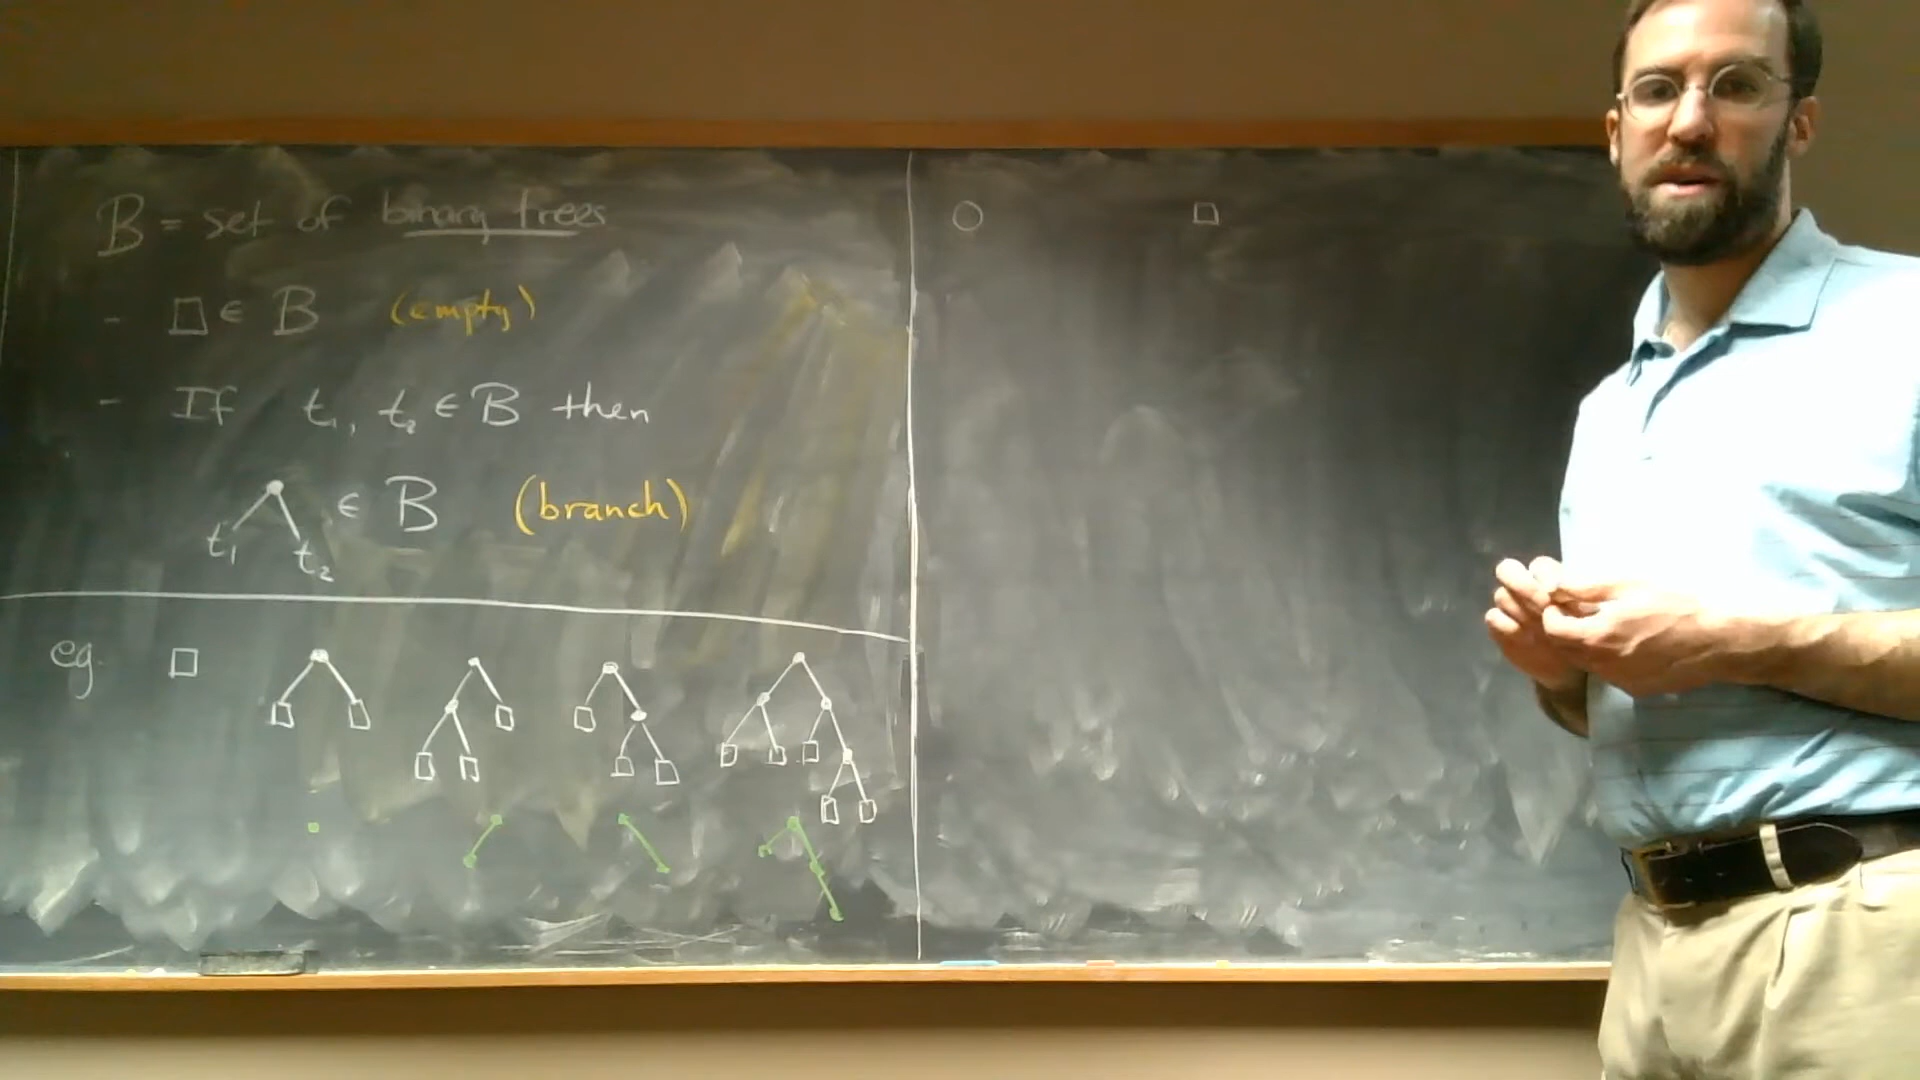 B = set of binary trees
- □ ∈ B (empty)
- If t₁, t₂ ∈ B then
t₁ t₂ ∈ B (branch)
eg.